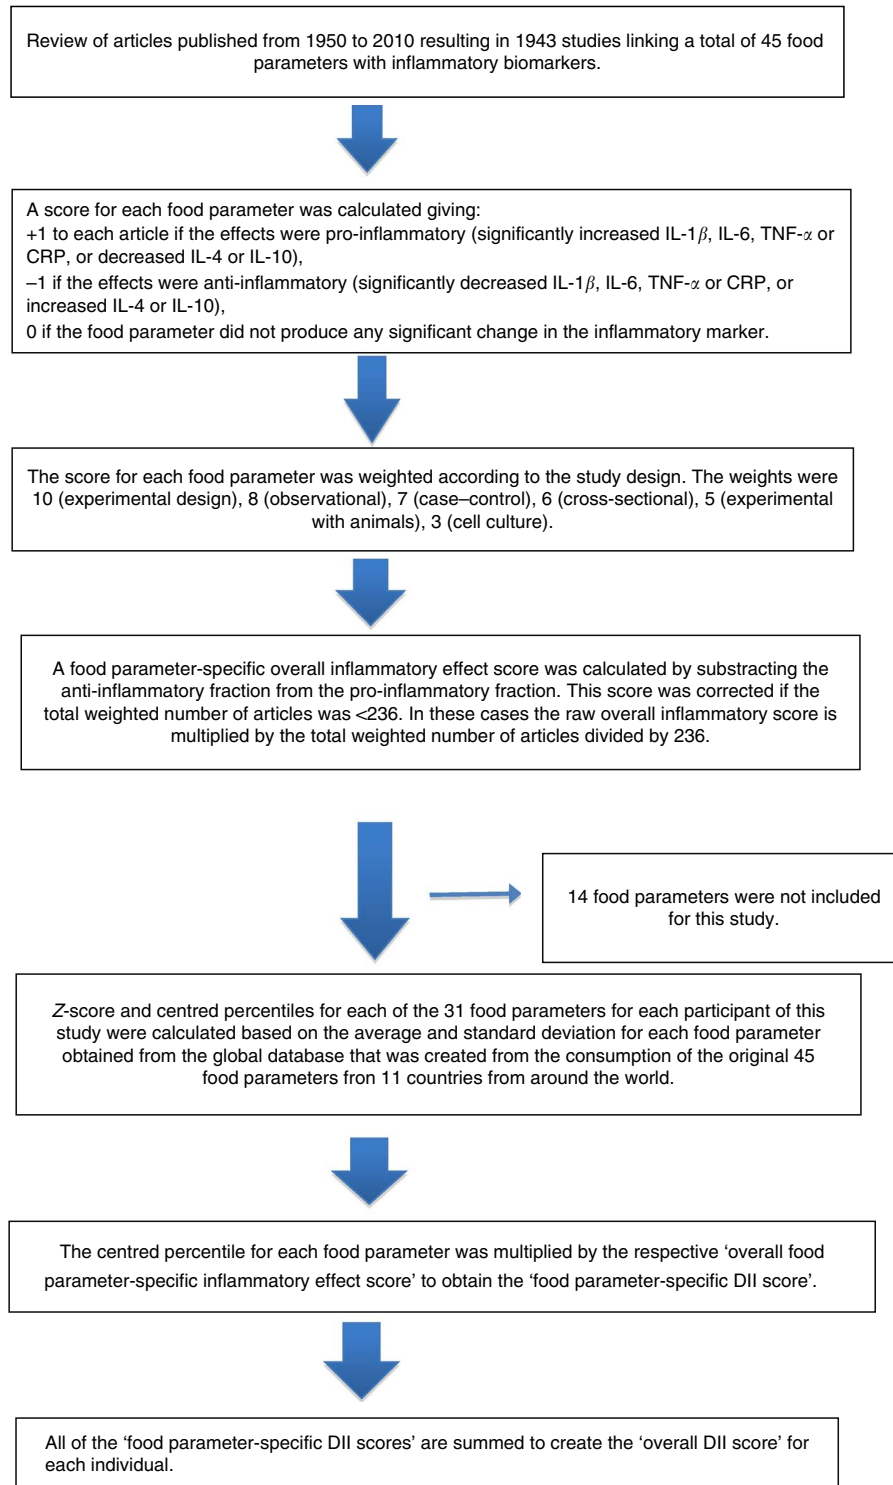 Review of articles published from 1950 to 2010 resulting in 1943 studies linking a total of 45 food
parameters with inflammatory biomarkers.
A score for each food parameter was calculated giving:
+1 to each article if the effects were pro-inflammatory (significantly increased IL-1β, IL-6, TNF-α or
CRP, or decreased IL-4 or IL-10),
–1 if the effects were anti-inflammatory (significantly decreased IL-1β, IL-6, TNF-α or CRP, or
increased IL-4 or IL-10),
0 if the food parameter did not produce any significant change in the inflammatory marker.
The score for each food parameter was weighted according to the study design. The weights were
10 (experimental design), 8 (observational), 7 (case–control), 6 (cross-sectional), 5 (experimental
with animals), 3 (cell culture).
A food parameter-specific overall inflammatory effect score was calculated by substracting the
anti-inflammatory fraction from the pro-inflammatory fraction. This score was corrected if the
total weighted number of articles was <236. In these cases the raw overall inflammatory score is
multiplied by the total weighted number of articles divided by 236.
14 food parameters were not included
for this study.
Z-score and centred percentiles for each of the 31 food parameters for each participant of this
study were calculated based on the average and standard deviation for each food parameter
obtained from the global database that was created from the consumption of the original 45
food parameters fron 11 countries from around the world.
The centred percentile for each food parameter was multiplied by the respective ‘overall food
parameter-specific inflammatory effect score’ to obtain the ‘food parameter-specific DII score’.
All of the ‘food parameter-specific DII scores’ are summed to create the ‘overall DII score’ for
each individual.